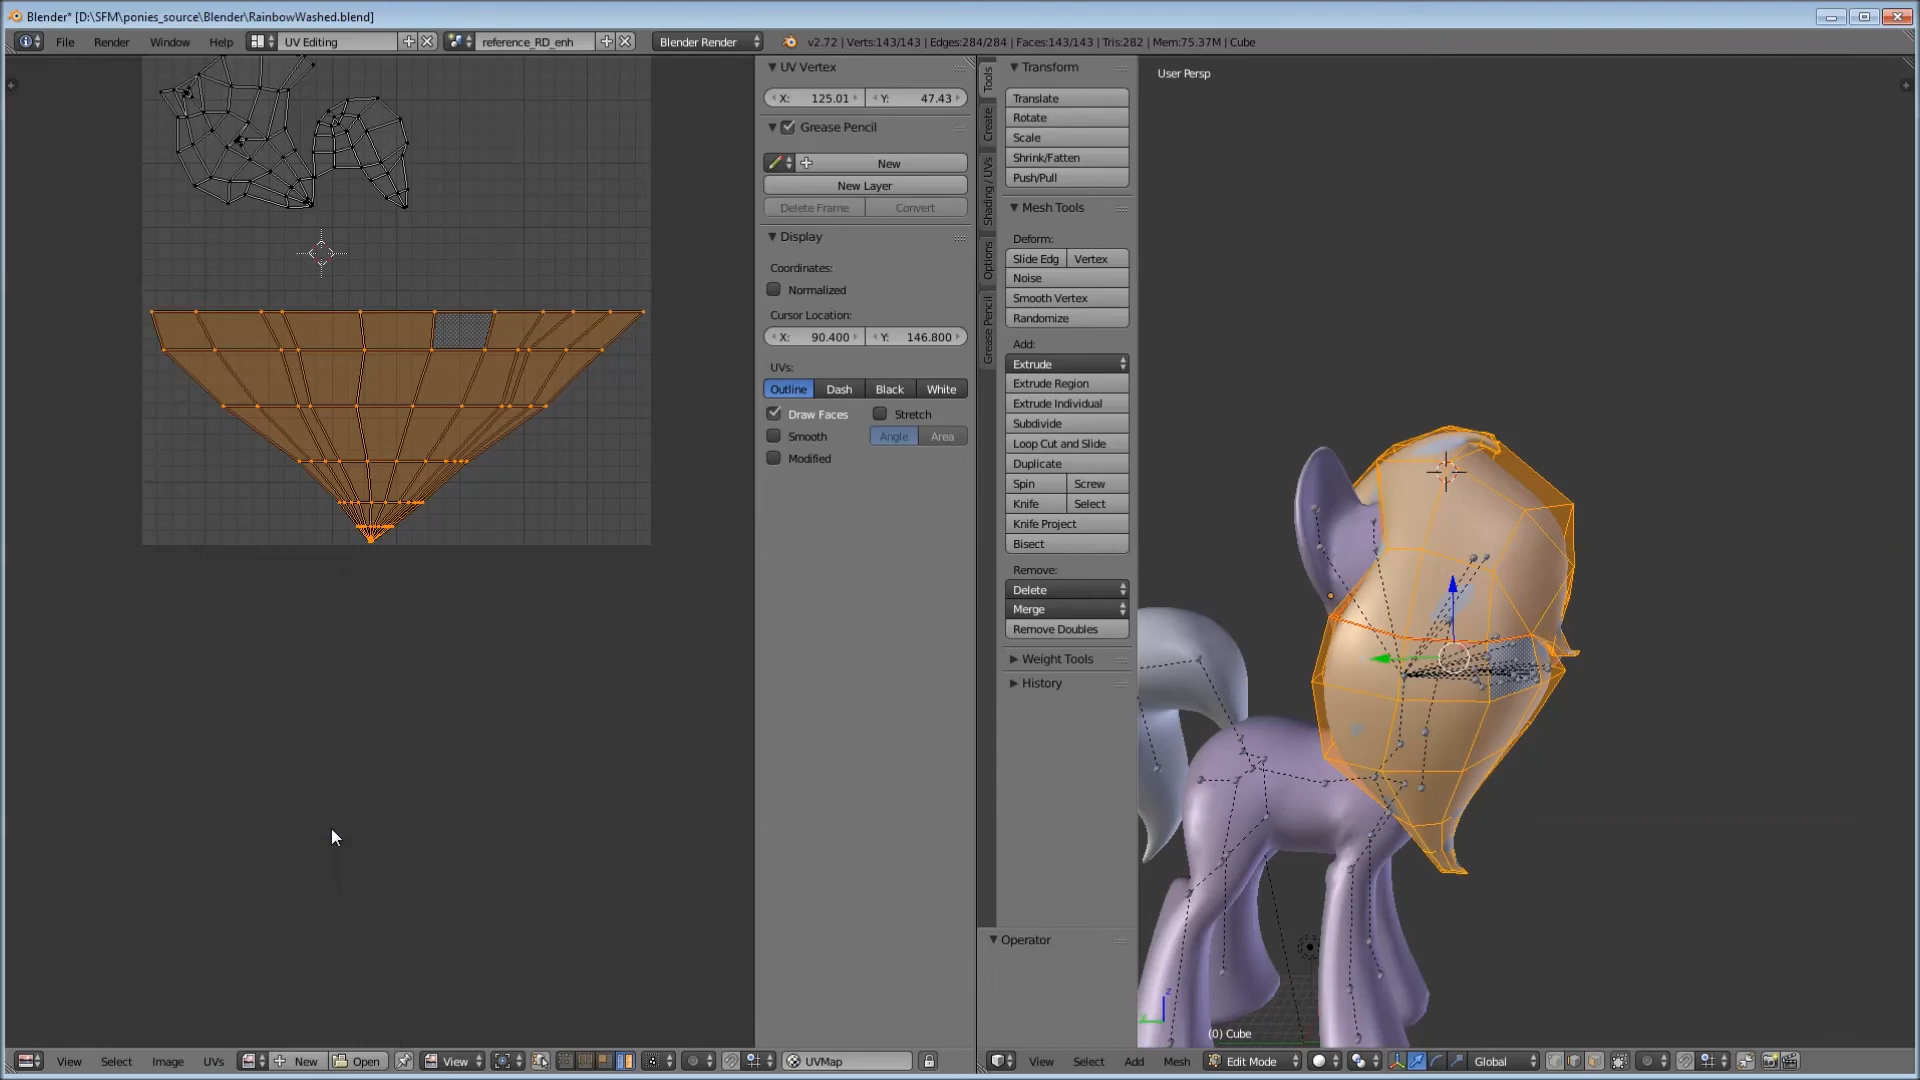 Blender* [D:\SFM\ponies_source\Blender\RainbowWashed.blend]
File Render Window Help UV Editing reference_RD_enh Blender Render v2.72 | Verts:143/143 | Edges:284/284 | Faces:143/143 | Tris:282 | Mem:75.37M | Cube
UV Vertex
X: 125.01 Y: 47.43
Grease Pencil
New
New Layer
Delete Frame Convert
Display
Coordinates:
Normalized
Cursor Location:
X: 90.400 Y: 146.800
UVs:
Outline Dash Black White
Draw Faces Stretch
Smooth Angle Area
Modified
Tools
Create
Shading / UVs
Options
Grease Pencil
Transform
Translate
Rotate
Scale
Shrink/Fatten
Push/Pull
Mesh Tools
Deform:
Slide Edg Vertex
Noise
Smooth Vertex
Randomize
Add:
Extrude
Extrude Region
Extrude Individual
Subdivide
Loop Cut and Slide
Duplicate
Spin Screw
Knife Select
Knife Project
Bisect
Remove:
Delete
Merge
Remove Doubles
Weight Tools
History
Operator
User Persp
z
(0) Cube
View Select Image UVs New Open View UVMap
View Select Add Mesh Edit Mode Global